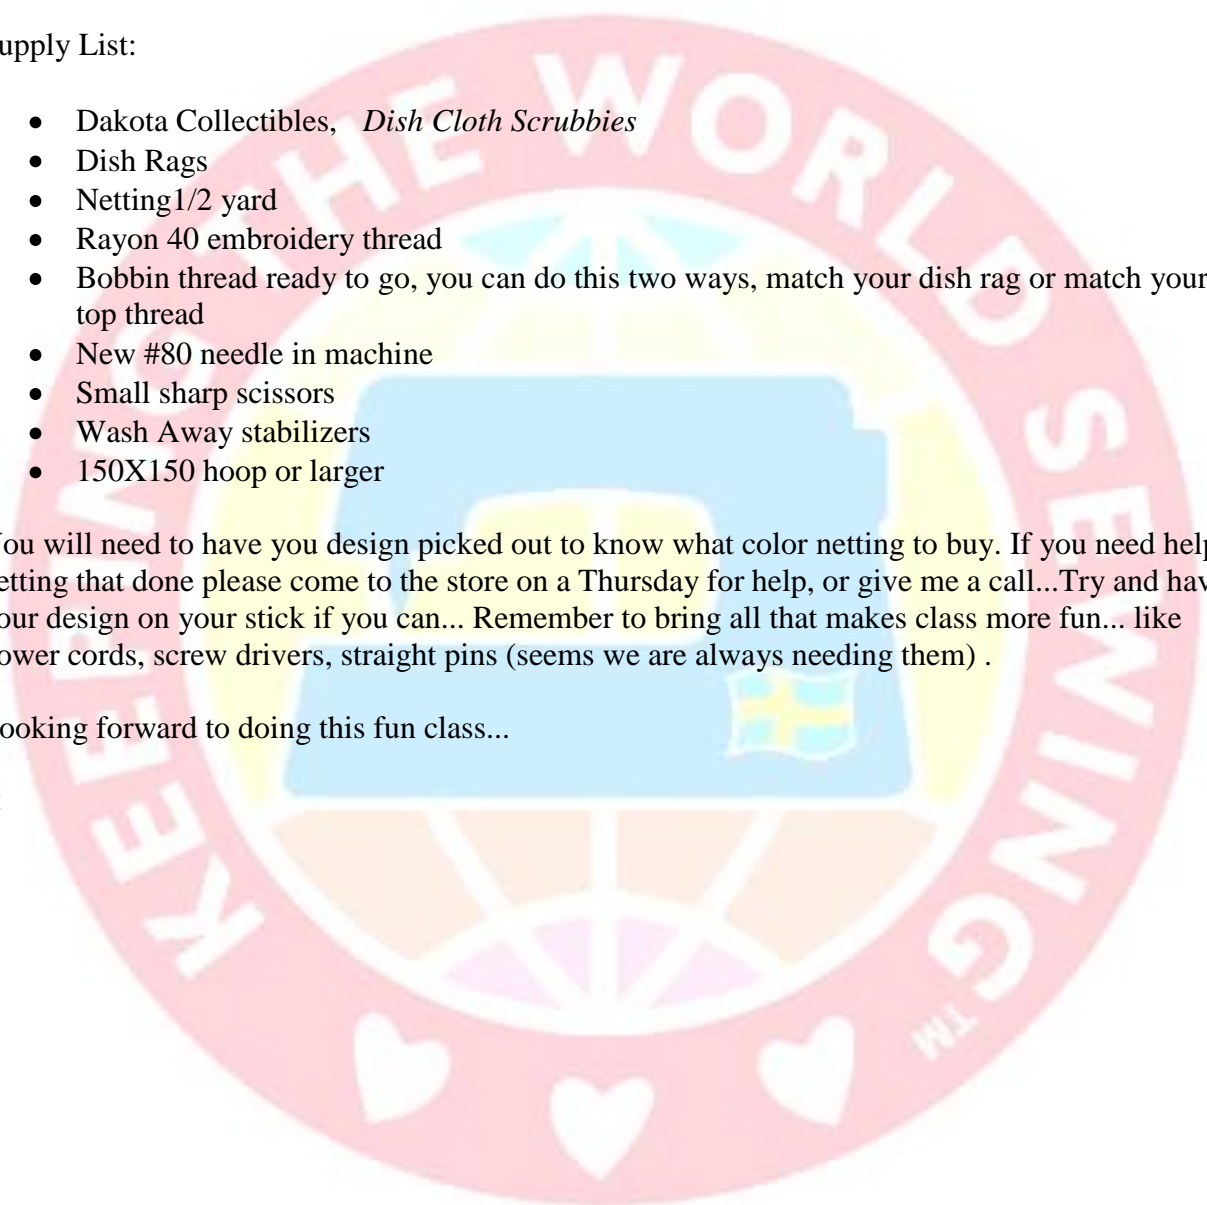 upply List:
Dakota Collectibles, Dish Cloth Scrubbies
Dish Rags
Netting1/2 yard
Rayon 40 embroidery thread
Bobbin thread ready to go, you can do this two ways, match your dish rag or match your
top thread
New #80 needle in machine
Small sharp scissors
Wash Away stabilizers
150X150 hoop or larger
ou will need to have you design picked out to know what color netting to buy. If you need help
etting that done please come to the store on a Thursday for help, or give me a call...Try and hav
our design on your stick if you can... Remember to bring all that makes class more fun... like
ower cords, screw drivers, straight pins (seems we are always needing them) .
ooking forward to doing this fun class...
KEEPING THE WORLD SEWING™